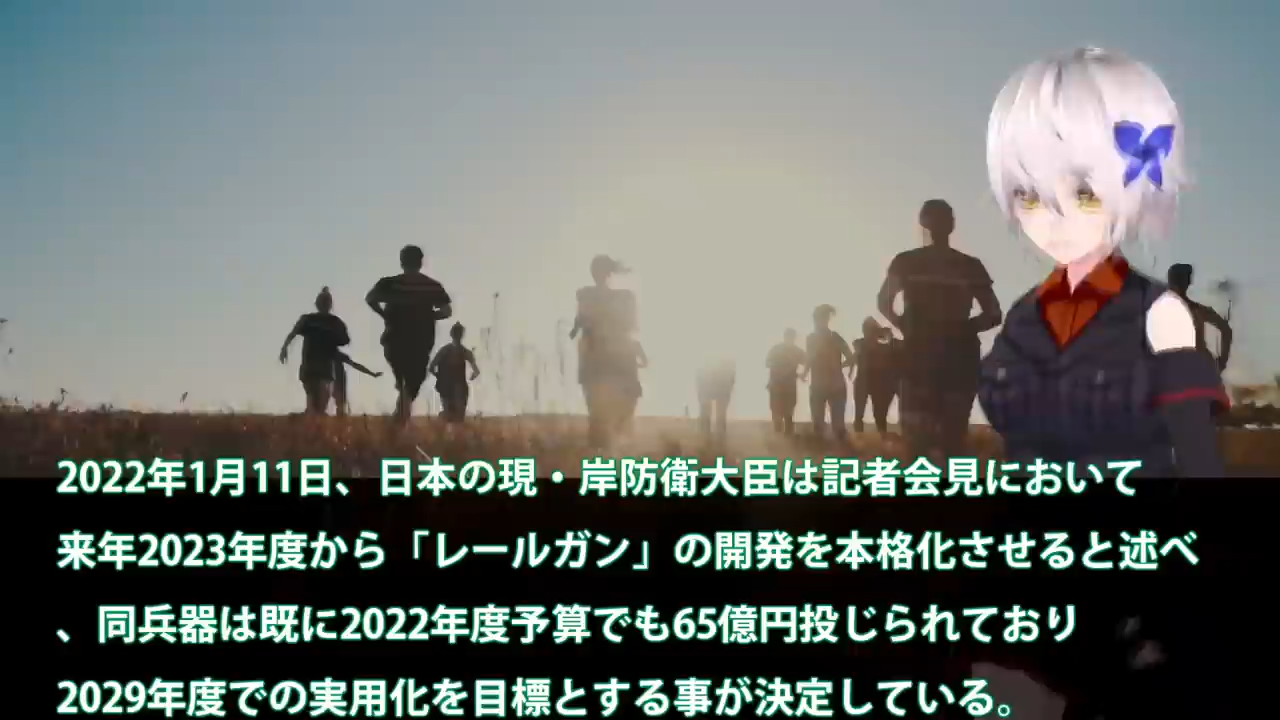 2022年1月11日、日本の現・岸防衛大臣は記者会見において
来年2023年度から「レールガン」の開発を本格化させると述べ
、同兵器は既に2022年度予算でも65億円投じられており
2029年度での実用化を目標とする事が決定している。